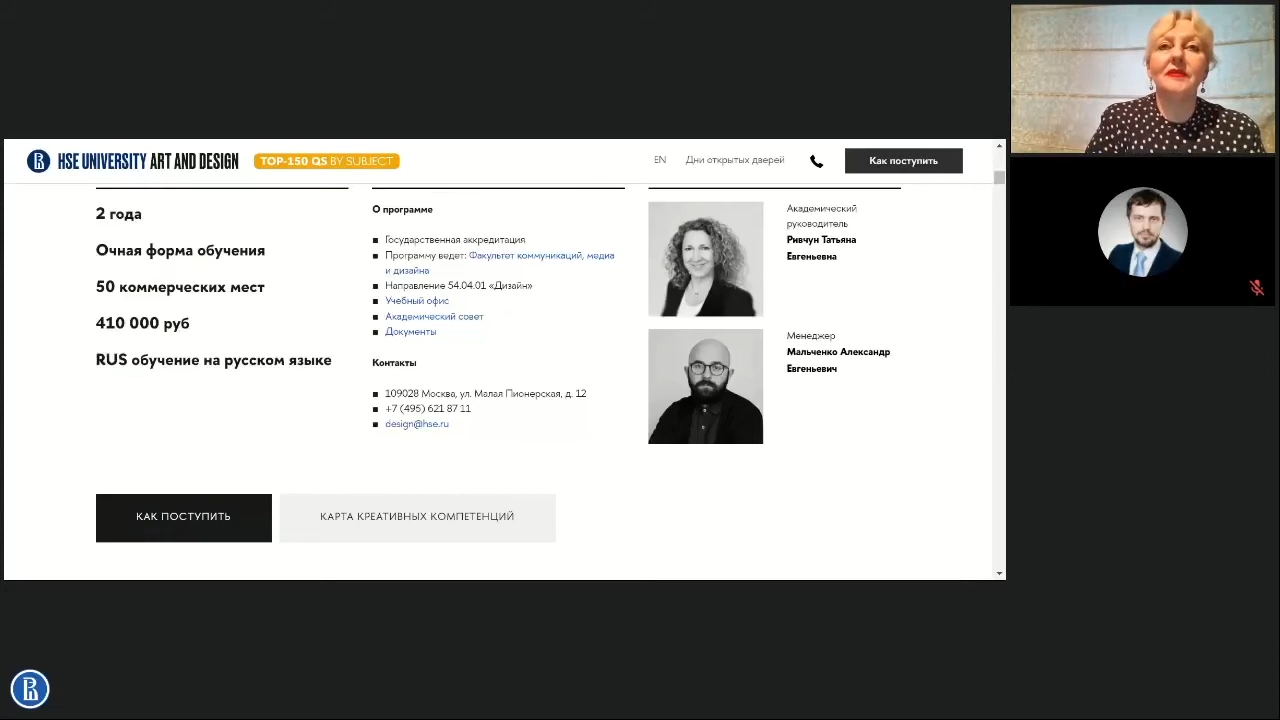 HSE UNIVERSITY ART AND DESIGN
TOP-150 QS BY SUBJECT
EN
Дни открытых дверей
Как поступить
2 года
Очная форма обучения
50 коммерческих мест
410 000 руб
RUS обучение на русском языке
О программе
Государственная аккредитация
Программу ведет: Факультет коммуникаций, медиа
и дизайна
Направление 54.04.01 «Дизайн»
Учебный офис
Академический совет
Документы
Контакты
109028 Москва, ул. Малая Пионерская, д. 12
+7 (495) 621 87 11
design@hse.ru
Академический
руководитель
Ривчун Татьяна
Евгеньевна
Менеджер
Мальченко Александр
Евгеньевич
КАК ПОСТУПИТЬ
КАРТА КРЕАТИВНЫХ КОМПЕТЕНЦИЙ